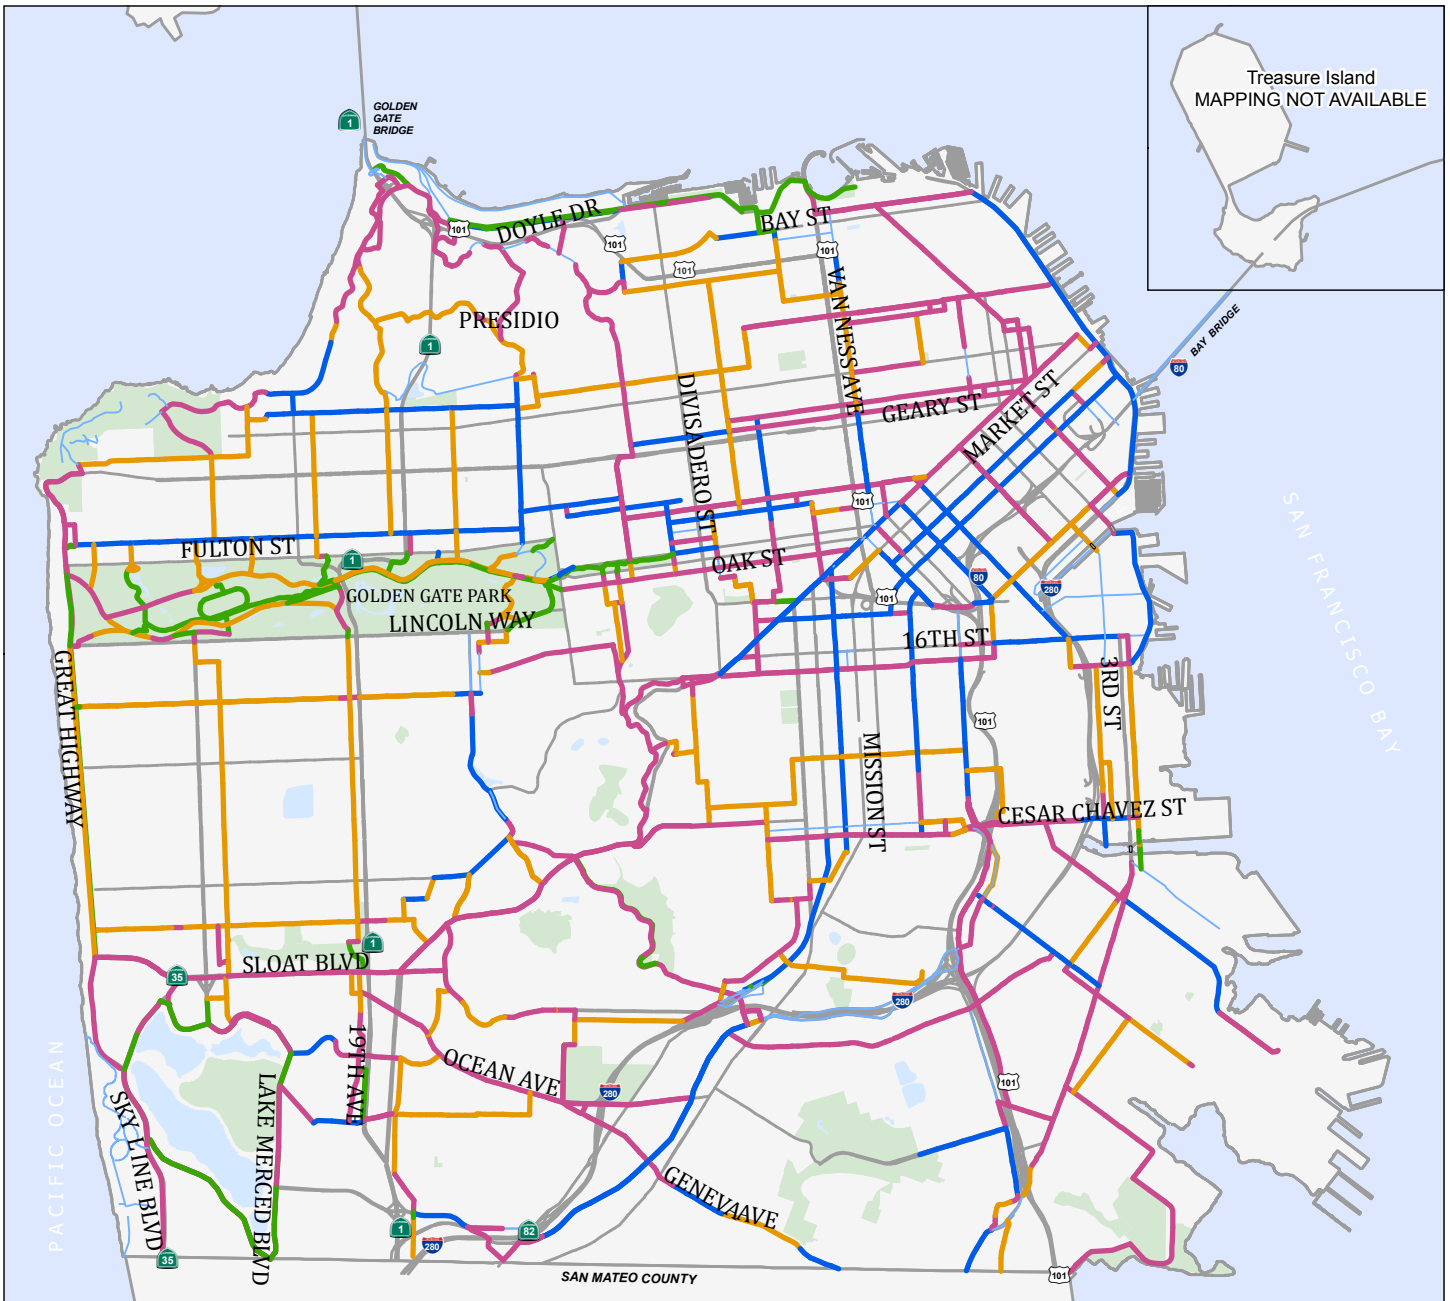 Treasure Island
MAPPING NOT AVAILABLE
1
GOLDEN
GATE
BRIDGE
101
DOYLE DR
101
BAY ST
101
101
VAN NESS AVE
PRESIDIO
1
BAY BRIDGE
80
DIVISADERO ST
GEARY ST
MARKET ST
101
SAN FRANCISCO BAY
FULTON ST
1
OAK ST
80
280
GOLDEN GATE PARK
101
LINCOLN WAY
16TH ST
GREAT HIGHWAY
3RD ST
101
MISSION ST
CESAR CHAVEZ ST
1
SLOAT BLVD
35
280
19TH AVE
OCEAN AVE
PACIFIC OCEAN
SKY LINE BLVD
LAKE MERCED BLVD
280
101
GENEVA AVE
1
82
280
35
SAN MATEO COUNTY
101